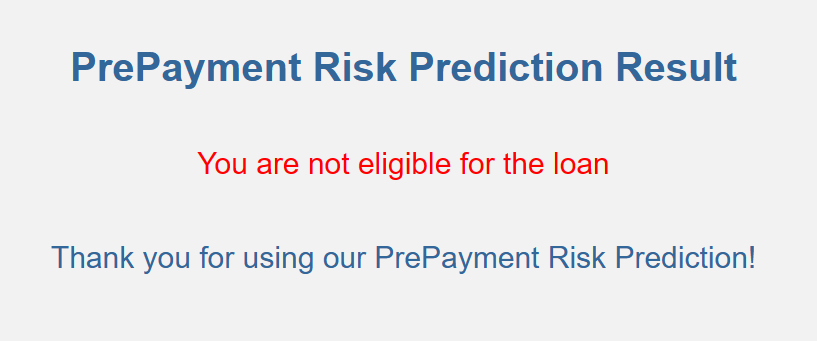 PrePayment Risk Prediction Result
You are not eligible for the loan
Thank you for using our PrePayment Risk Prediction!